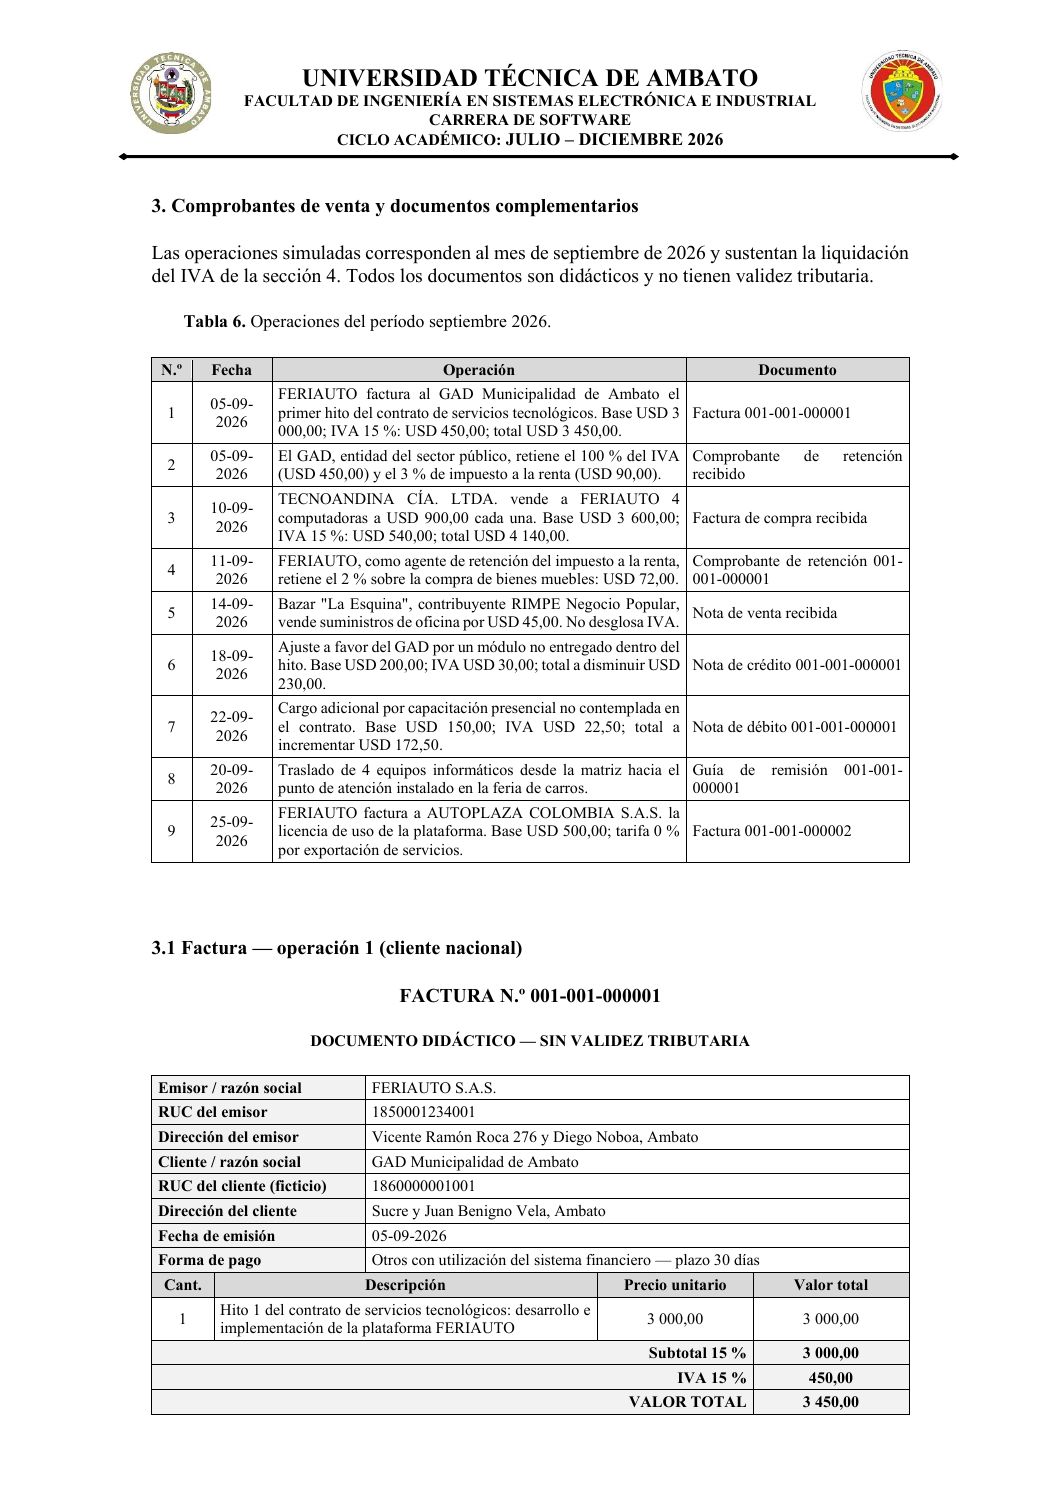 UNIVERSIDAD TÉCNICA DE AMBATO
FACULTAD DE INGENIERÍA EN SISTEMAS ELECTRÓNICA E INDUSTRIAL
CARRERA DE SOFTWARE
CICLO ACADÉMICO: JULIO – DICIEMBRE 2026
3. Comprobantes de venta y documentos complementarios
Las operaciones simuladas corresponden al mes de septiembre de 2026 y sustentan la liquidación
del IVA de la sección 4. Todos los documentos son didácticos y no tienen validez tributaria.
Tabla 6. Operaciones del período septiembre 2026.
N.º Fecha Operación Documento
1 05-09-2026 FERIAUTO factura al GAD Municipalidad de Ambato el
primer hito del contrato de servicios tecnológicos. Base USD 3
000,00; IVA 15 %: USD 450,00; total USD 3 450,00.
Factura 001-001-000001
2 05-09-2026 El GAD, entidad del sector público, retiene el 100 % del IVA
(USD 450,00) y el 3 % de impuesto a la renta (USD 90,00).
Comprobante de retención
recibido
3 10-09-2026 TECNOANDINA CÍA. LTDA. vende a FERIAUTO 4
computadoras a USD 900,00 cada una. Base USD 3 600,00;
IVA 15 %: USD 540,00; total USD 4 140,00.
Factura de compra recibida
4 11-09-2026 FERIAUTO, como agente de retención del impuesto a la renta,
retiene el 2 % sobre la compra de bienes muebles: USD 72,00.
Comprobante de retención 001-
001-000001
5 14-09-2026 Bazar "La Esquina", contribuyente RIMPE Negocio Popular,
vende suministros de oficina por USD 45,00. No desglosa IVA.
Nota de venta recibida
6 18-09-2026 Ajuste a favor del GAD por un módulo no entregado dentro del
hito. Base USD 200,00; IVA USD 30,00; total a disminuir USD
230,00.
Nota de crédito 001-001-000001
7 22-09-2026 Cargo adicional por capacitación presencial no contemplada en
el contrato. Base USD 150,00; IVA USD 22,50; total a
incrementar USD 172,50.
Nota de débito 001-001-000001
8 20-09-2026 Traslado de 4 equipos informáticos desde la matriz hacia el
punto de atención instalado en la feria de carros.
Guía de remisión 001-001-
000001
9 25-09-2026 FERIAUTO factura a AUTOPLAZA COLOMBIA S.A.S. la
licencia de uso de la plataforma. Base USD 500,00; tarifa 0 %
por exportación de servicios.
Factura 001-001-000002
3.1 Factura — operación 1 (cliente nacional)
FACTURA N.º 001-001-000001
DOCUMENTO DIDÁCTICO — SIN VALIDEZ TRIBUTARIA
Emisor / razón social FERIAUTO S.A.S.
RUC del emisor 1850001234001
Dirección del emisor Vicente Ramón Roca 276 y Diego Noboa, Ambato
Cliente / razón social GAD Municipalidad de Ambato
RUC del cliente (ficticio) 1860000001001
Dirección del cliente Sucre y Juan Benigno Vela, Ambato
Fecha de emisión 05-09-2026
Forma de pago Otros con utilización del sistema financiero — plazo 30 días
Cant. Descripción Precio unitario Valor total
1 Hito 1 del contrato de servicios tecnológicos: desarrollo e
implementación de la plataforma FERIAUTO
3 000,00 3 000,00
Subtotal 15 % 3 000,00
IVA 15 % 450,00
VALOR TOTAL 3 450,00